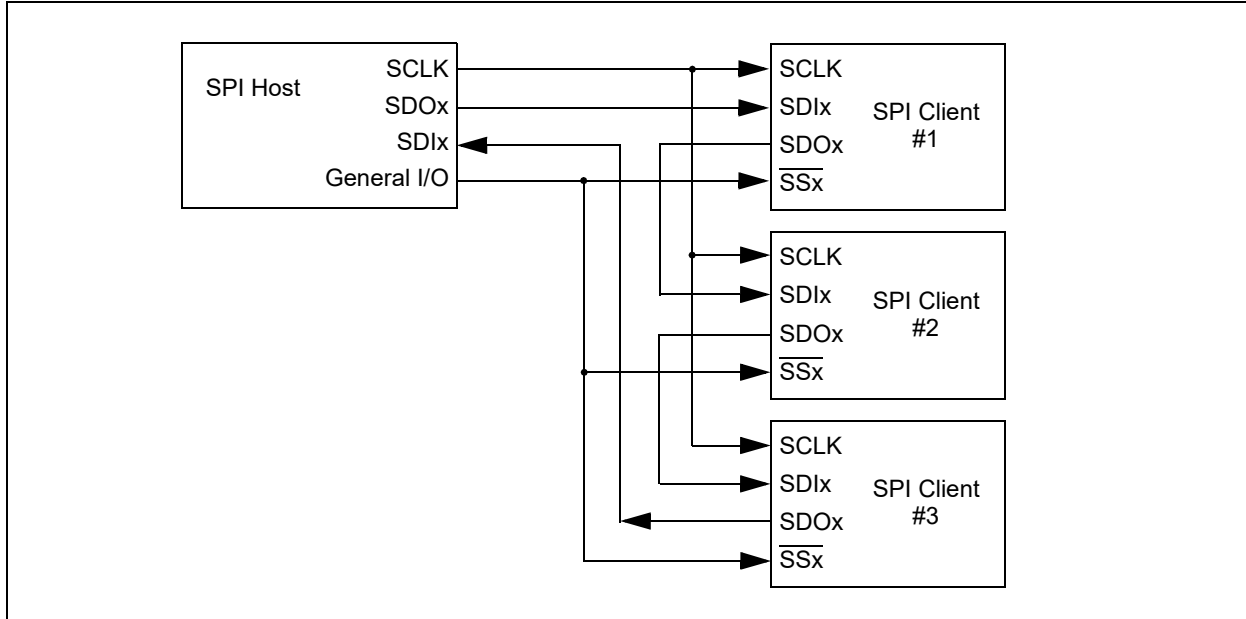 SPI Host
SCLK
SDOx
SDIx
General I/O
SCLK
SDIx
SDOx
SSx
SPI Client
#1
SCLK
SDIx
SDOx
SSx
SPI Client
#2
SCLK
SDIx
SDOx
SSx
SPI Client
#3